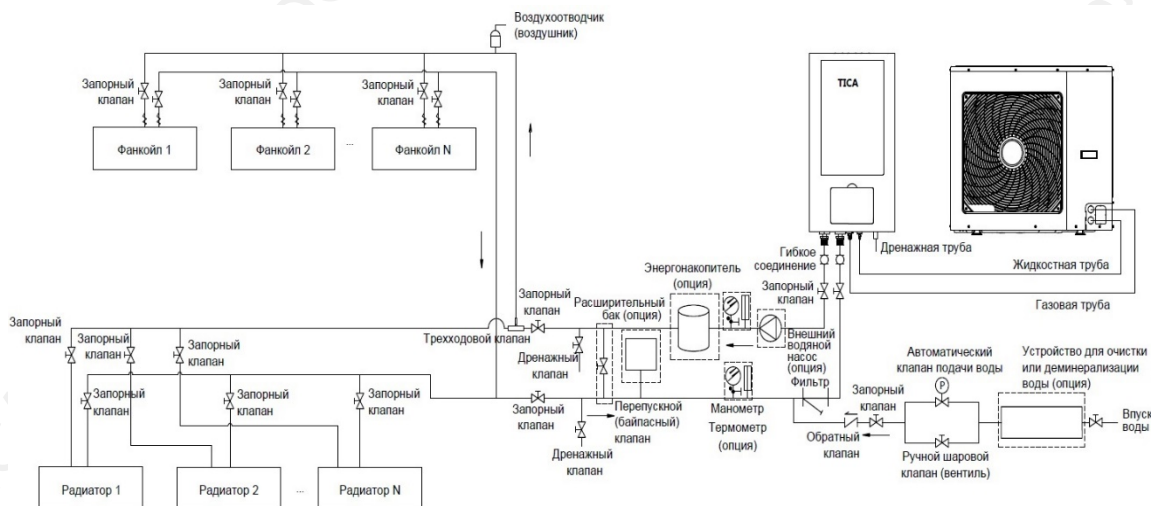 Воздухоотводчик
(воздушник)
Запорный
клапан
Запорный
клапан
Запорный
клапан
Фанкойл 1
Фанкойл 2
...
Фанкойл N
TICA
Дренажная труба
Гибкое
соединение
Жидкостная труба
Запорный
клапан
Газовая труба
Энергонакопитель
(опция)
Запорный
клапан
Расширительный
бак (опция)
Трехходовой клапан
Внешний
водяной
насос
(опция)
Дренажный
клапан
Запорный
клапан
Запорный
клапан
Запорный
клапан
Запорный
клапан
Запорный
клапан
Запорный
клапан
Запорный
клапан
Перепускной
(байпасный)
клапан
Дренажный
клапан
Манометр
Термометр
(опция)
Фильтр
Автоматический
клапан подачи воды
P
Запорный
клапан
Обратный
клапан
Ручной шаровой
клапан (вентиль)
Устройство для очистки
или деминерализации
воды (опция)
Впуск
воды
Радиатор 1
Радиатор 2
...
Радиатор N